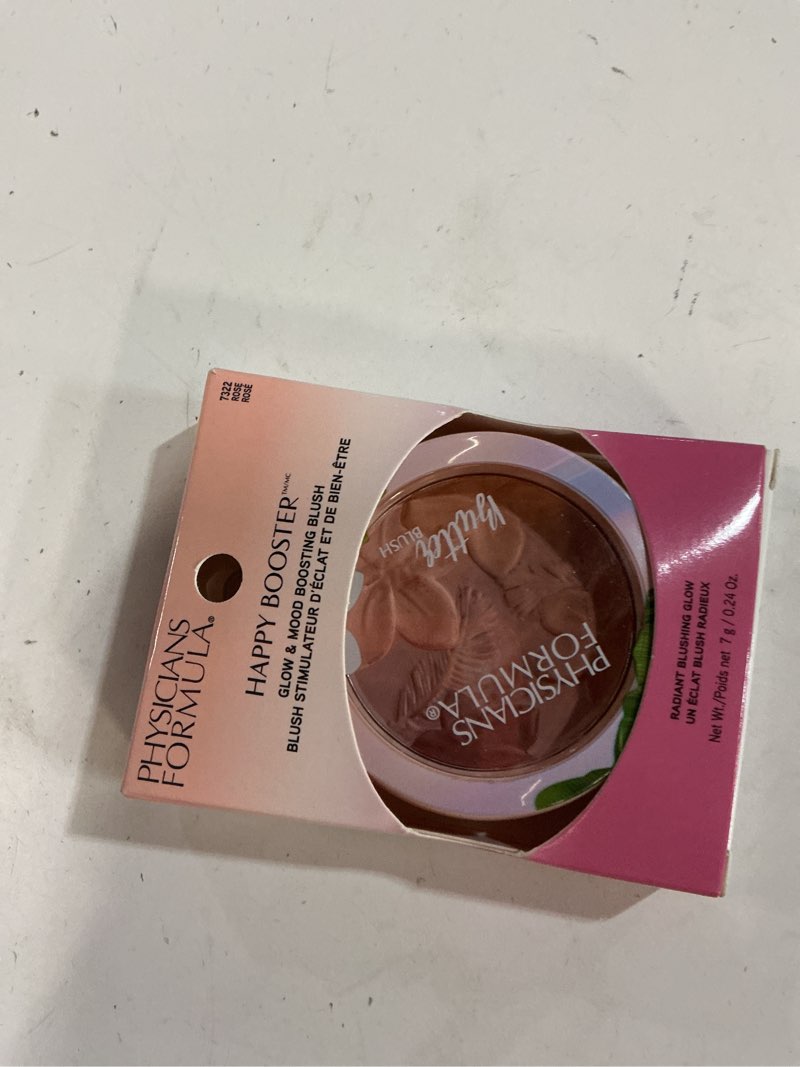 PHYSICIANS
FORMULA®
7322
ROSE
ROSÉ
HAPPY BOOSTER™/MC
GLOW & MOOD BOOSTING BLUSH
BLUSH STIMULATEUR D'ÉCLAT ET DE BIEN-ÊTRE
Butter
BLUSH
PHYSICIANS
FORMULA®
RADIANT BLUSHING GLOW
UN ÉCLAT BLUSH RADIEUX
Net Wt./Poids net 7 g / 0.24 Oz.